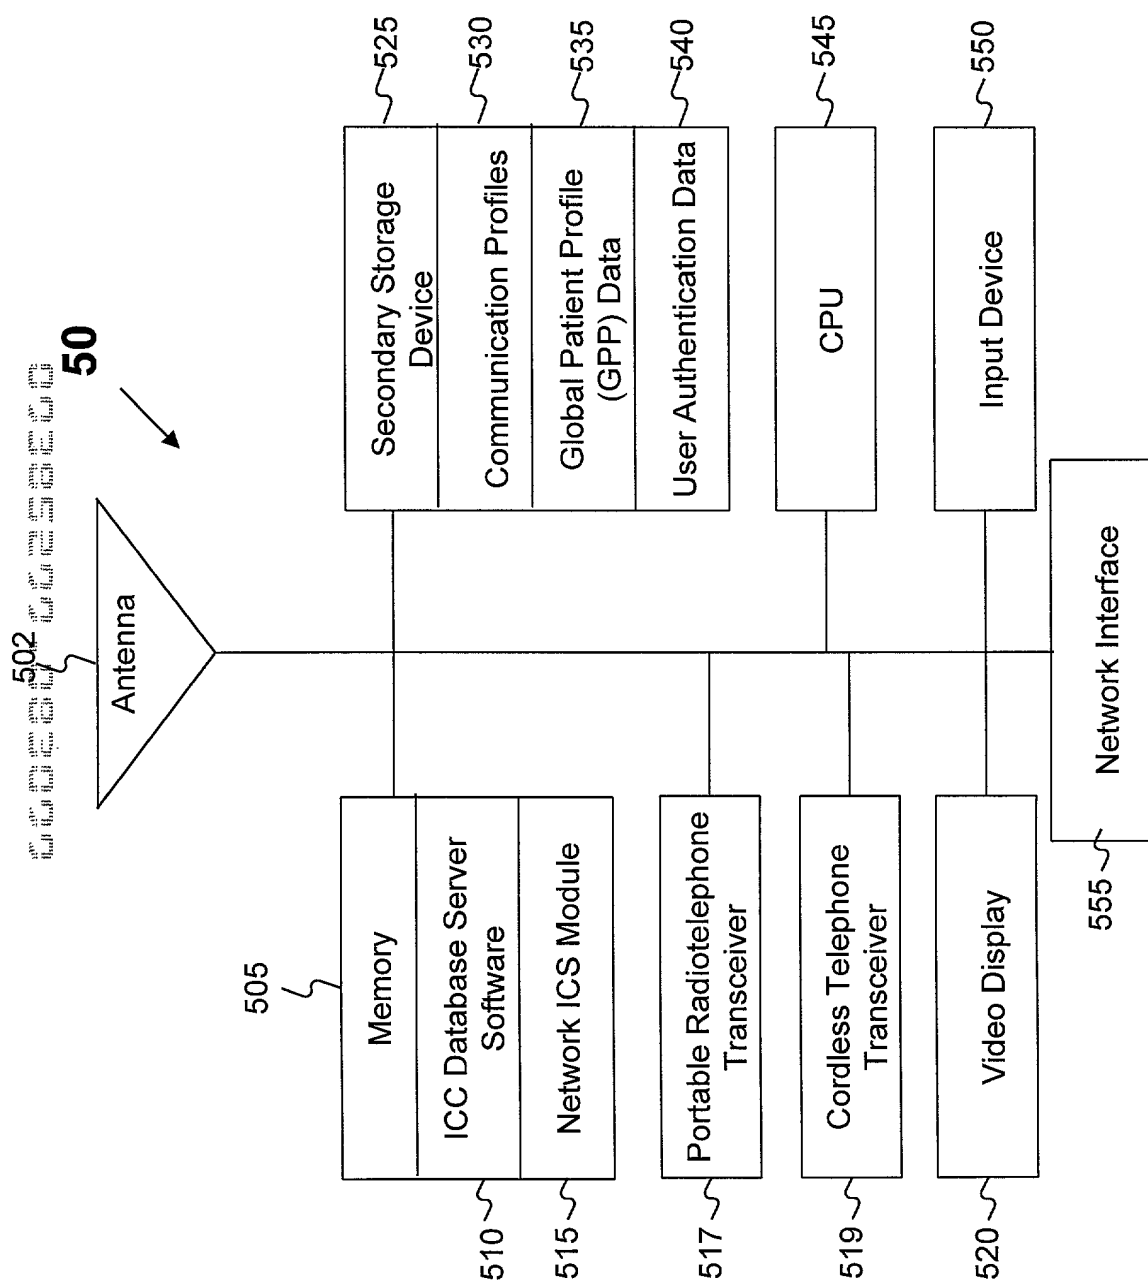 502
50
Antenna
505
Memory
510
ICC Database Server
Software
515
Network ICS Module
517
Portable Radiotelephone
Transceiver
519
Cordless Telephone
Transceiver
520
Video Display
525
Secondary Storage
Device
530
Communication Profiles
535
Global Patient Profile
(GPP) Data
540
User Authentication Data
545
CPU
550
Input Device
555
Network Interface